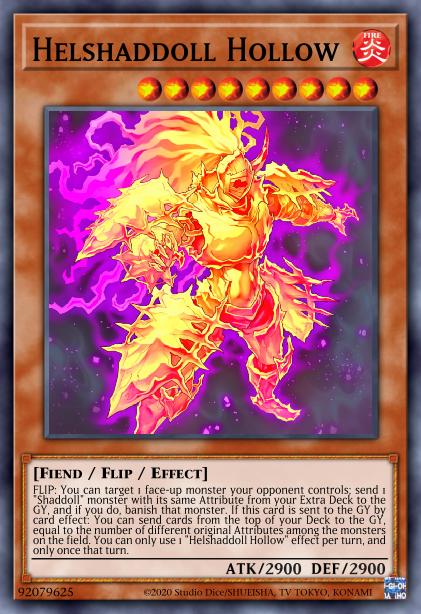 Helshaddoll Hollow
FIRE
炎
[Fiend / Flip / Effect]
FLIP: You can target 1 face-up monster your opponent controls; send 1
"Shaddoll" monster with its same Attribute from your Extra Deck to the
GY, and if you do, banish that monster. If this card is sent to the GY by
card effect: You can send cards from the top of your Deck to the GY,
equal to the number of different original Attributes among the monsters
on the field. You can only use 1 "Helshaddoll Hollow" effect per turn, and
only once that turn.
ATK/2900 DEF/2900
92079625 ©2020 Studio Dice/SHUEISHA, TV TOKYO, KONAMI